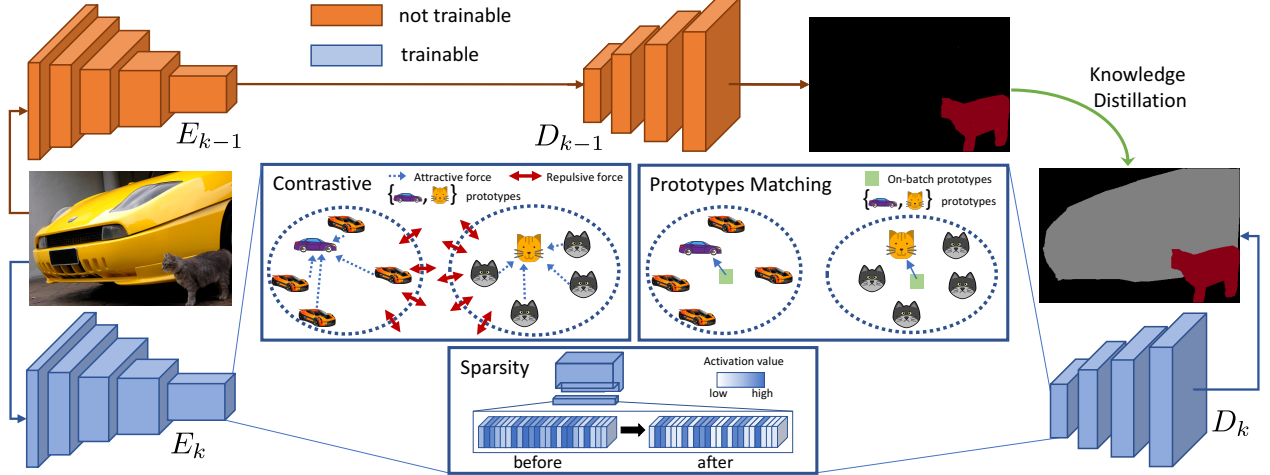 not trainable
trainable
Knowledge
Distillation
E_{k-1}
D_{k-1}
Contrastive
Attractive force
Repulsive force
{ , } prototypes
Prototypes Matching
On-batch prototypes
{ , } prototypes
Sparsity
Activation value
low high
before after
E_k
D_k